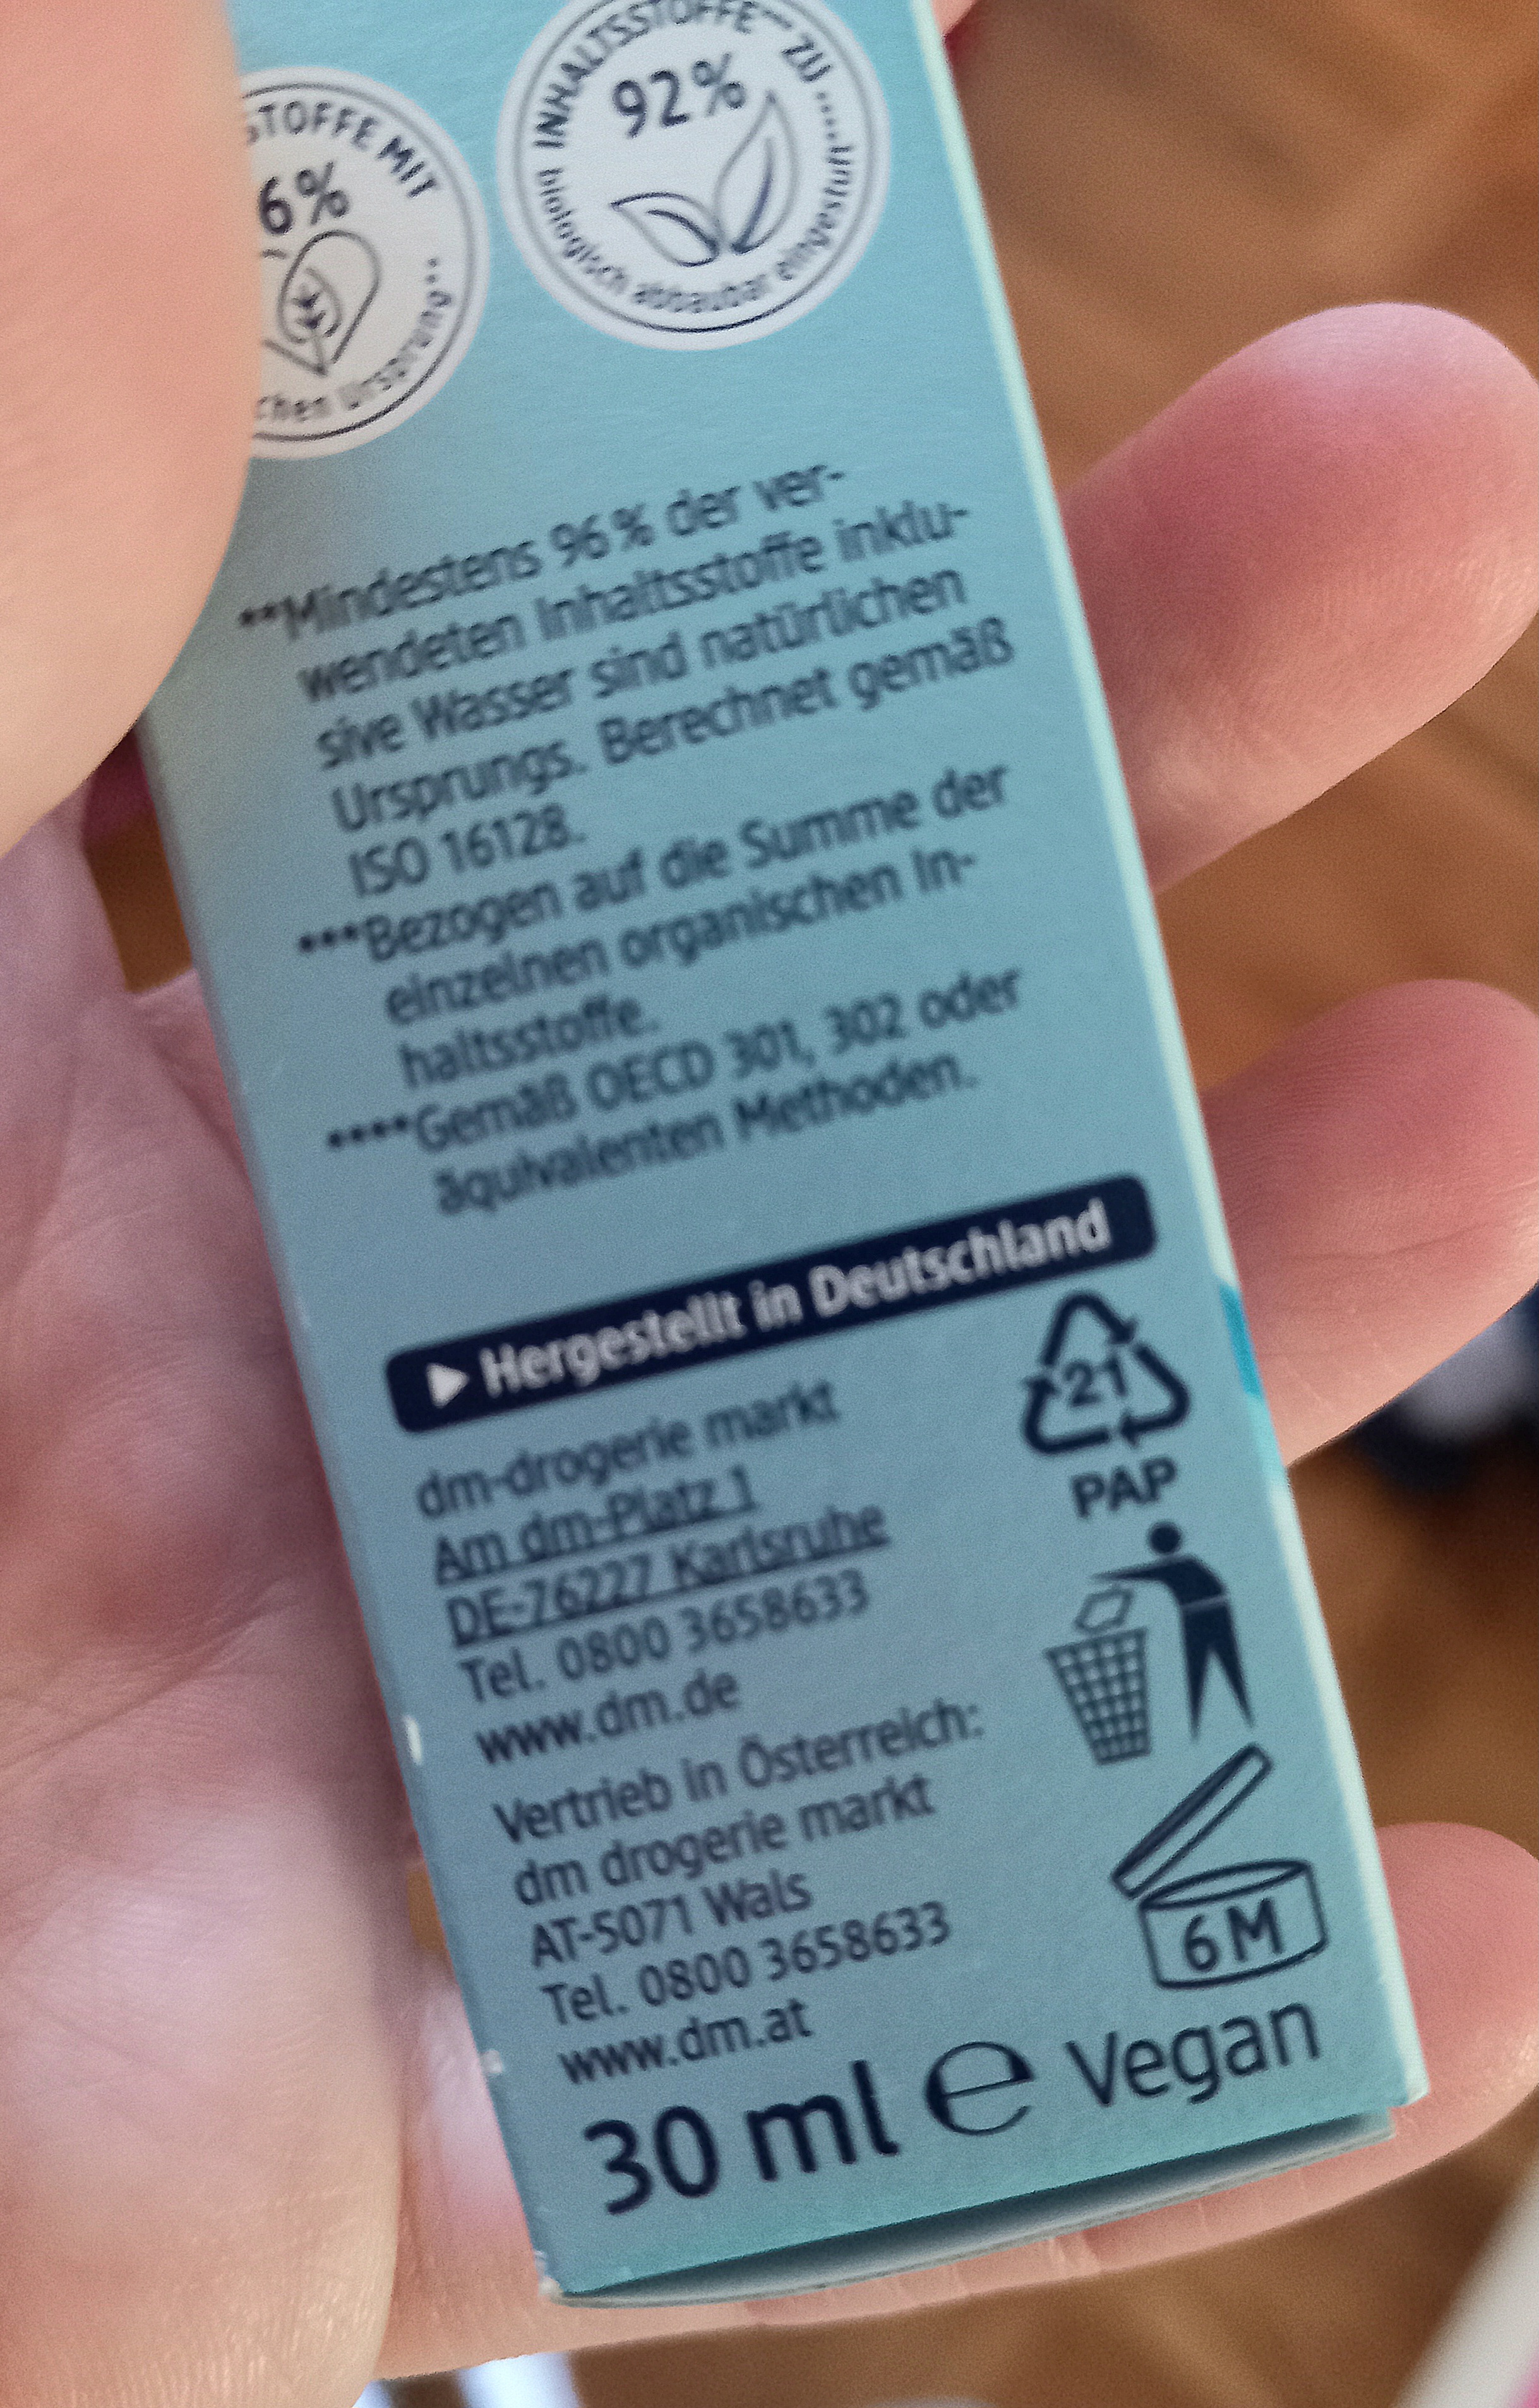 INHALTSSTOFFE*** ZU
92%
biologisch abbaubar eingestuft****
STOFFE MIT
6%
chen Ursprung**
**Mindestens 96% der ver-
wendeten Inhaltsstoffe inklu-
sive Wasser sind natürlichen
Ursprungs. Berechnet gemäß
ISO 16128.
***Bezogen auf die Summe der
einzelnen organischen In-
haltsstoffe.
****Gemäß OECD 301, 302 oder
äquivalenten Methoden.
Hergestellt in Deutschland
dm-drogerie markt
Am dm-Platz 1
DE-76227 Karlsruhe
Tel. 0800 3658633
www.dm.de
21
PAP
Vertrieb in Österreich:
dm drogerie markt
AT-5071 Wals
Tel. 0800 3658633
www.dm.at
6M
30 ml ℮ Vegan